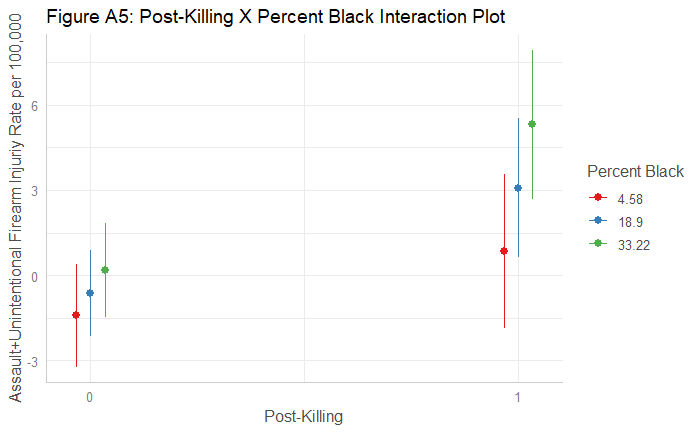 Figure A5: Post-Killing X Percent Black Interaction Plot
Assault+Unintentional Firearm Injuriy Rate per 100,000
6
3
0
-3
0
1
Post-Killing
Percent Black
4.58
18.9
33.22